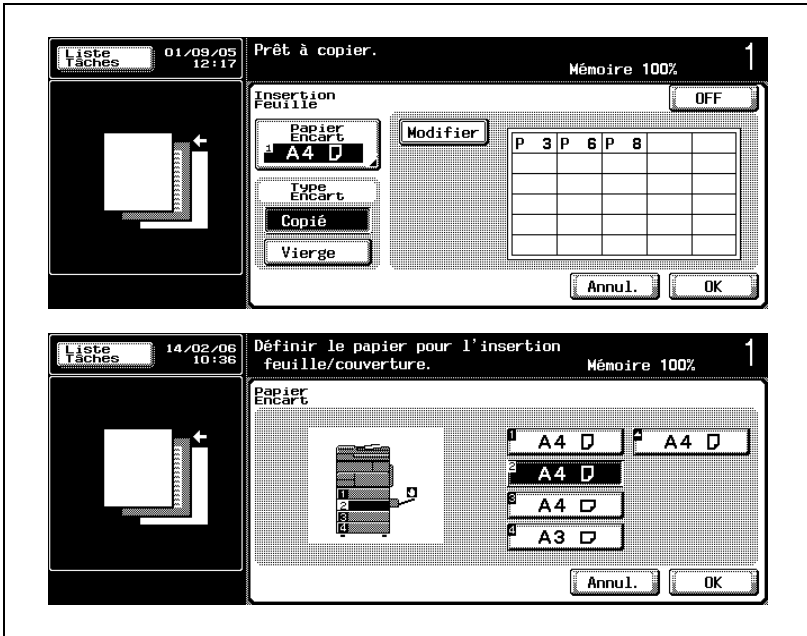 Liste Tâches
01/09/05
12:17
Prêt à copier.
Mémoire 100%
1
Insertion
Feuille
OFF
Papier
Encart
1 A4
Modifier
P 3 P 6 P 8
Type
Encart
Copié
Vierge
Annul.
OK
Liste Tâches
14/02/06
10:36
Définir le papier pour l'insertion
feuille/couverture.
Mémoire 100%
1
Papier
Encart
1 A4
A4
2 A4
3 A4
4 A3
1
2
3
4
Annul.
OK